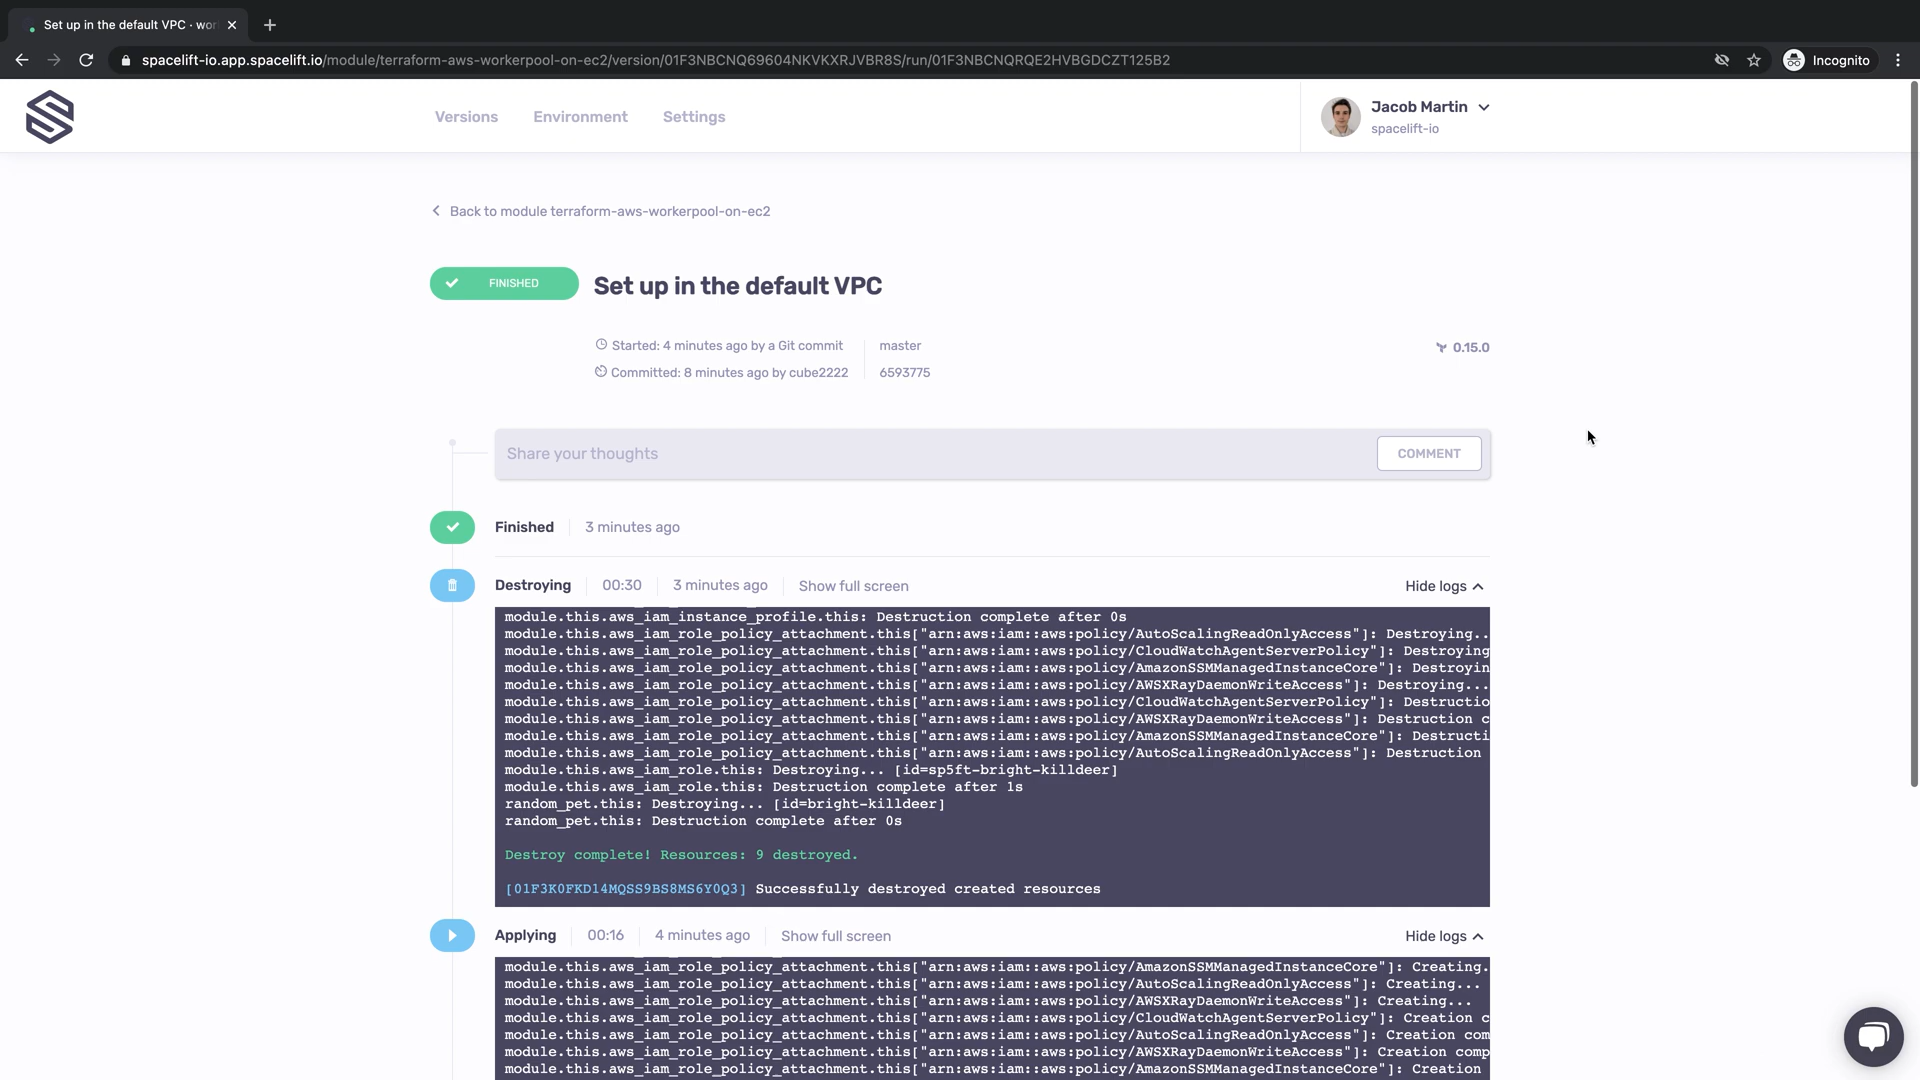 Set up in the default VPC · wor
spacelift-io.app.spacelift.io/module/terraform-aws-workerpool-on-ec2/version/01F3NBCNQ69604NKVKXRJVBR8S/run/01F3NBCNQRQE2HVBGDCZT125B2
Incognito
Versions
Environment
Settings
Jacob Martin
spacelift-io
Back to module terraform-aws-workerpool-on-ec2
FINISHED
Set up in the default VPC
Started: 4 minutes ago by a Git commit
master
0.15.0
Committed: 8 minutes ago by cube2222
6593775
Share your thoughts
COMMENT
Finished
3 minutes ago
Destroying
00:30
3 minutes ago
Show full screen
Hide logs
module.this.aws_iam_instance_profile.this: Destruction complete after 0s
module.this.aws_iam_role_policy_attachment.this["arn:aws:iam::aws:policy/AutoScalingReadOnlyAccess"]: Destroying..
module.this.aws_iam_role_policy_attachment.this["arn:aws:iam::aws:policy/CloudWatchAgentServerPolicy"]: Destroying
module.this.aws_iam_role_policy_attachment.this["arn:aws:iam::aws:policy/AmazonSSMManagedInstanceCore"]: Destroyin
module.this.aws_iam_role_policy_attachment.this["arn:aws:iam::aws:policy/AWSXRayDaemonWriteAccess"]: Destroying...
module.this.aws_iam_role_policy_attachment.this["arn:aws:iam::aws:policy/CloudWatchAgentServerPolicy"]: Destructio
module.this.aws_iam_role_policy_attachment.this["arn:aws:iam::aws:policy/AWSXRayDaemonWriteAccess"]: Destruction c
module.this.aws_iam_role_policy_attachment.this["arn:aws:iam::aws:policy/AmazonSSMManagedInstanceCore"]: Destructi
module.this.aws_iam_role_policy_attachment.this["arn:aws:iam::aws:policy/AutoScalingReadOnlyAccess"]: Destruction
module.this.aws_iam_role.this: Destroying... [id=sp5ft-bright-killdeer]
module.this.aws_iam_role.this: Destruction complete after 1s
random_pet.this: Destroying... [id=bright-killdeer]
random_pet.this: Destruction complete after 0s
Destroy complete! Resources: 9 destroyed.
[01F3K0FKD14MQSS9BS8MS6Y0Q3] Successfully destroyed created resources
Applying
00:16
4 minutes ago
Show full screen
Hide logs
module.this.aws_iam_role_policy_attachment.this["arn:aws:iam::aws:policy/AmazonSSMManagedInstanceCore"]: Creating.
module.this.aws_iam_role_policy_attachment.this["arn:aws:iam::aws:policy/AutoScalingReadOnlyAccess"]: Creating...
module.this.aws_iam_role_policy_attachment.this["arn:aws:iam::aws:policy/AWSXRayDaemonWriteAccess"]: Creating...
module.this.aws_iam_role_policy_attachment.this["arn:aws:iam::aws:policy/CloudWatchAgentServerPolicy"]: Creation c
module.this.aws_iam_role_policy_attachment.this["arn:aws:iam::aws:policy/AutoScalingReadOnlyAccess"]: Creation com
module.this.aws_iam_role_policy_attachment.this["arn:aws:iam::aws:policy/AWSXRayDaemonWriteAccess"]: Creation comp
module.this.aws_iam_role_policy_attachment.this["arn:aws:iam::aws:policy/AmazonSSMManagedInstanceCore"]: Creation